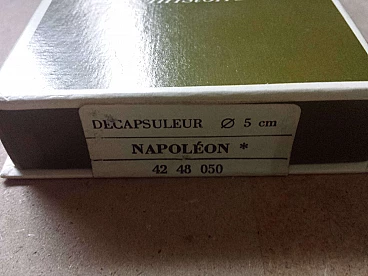 DECAPSULEUR Ø 5 cm
NAPOLÉON *
42 48 050